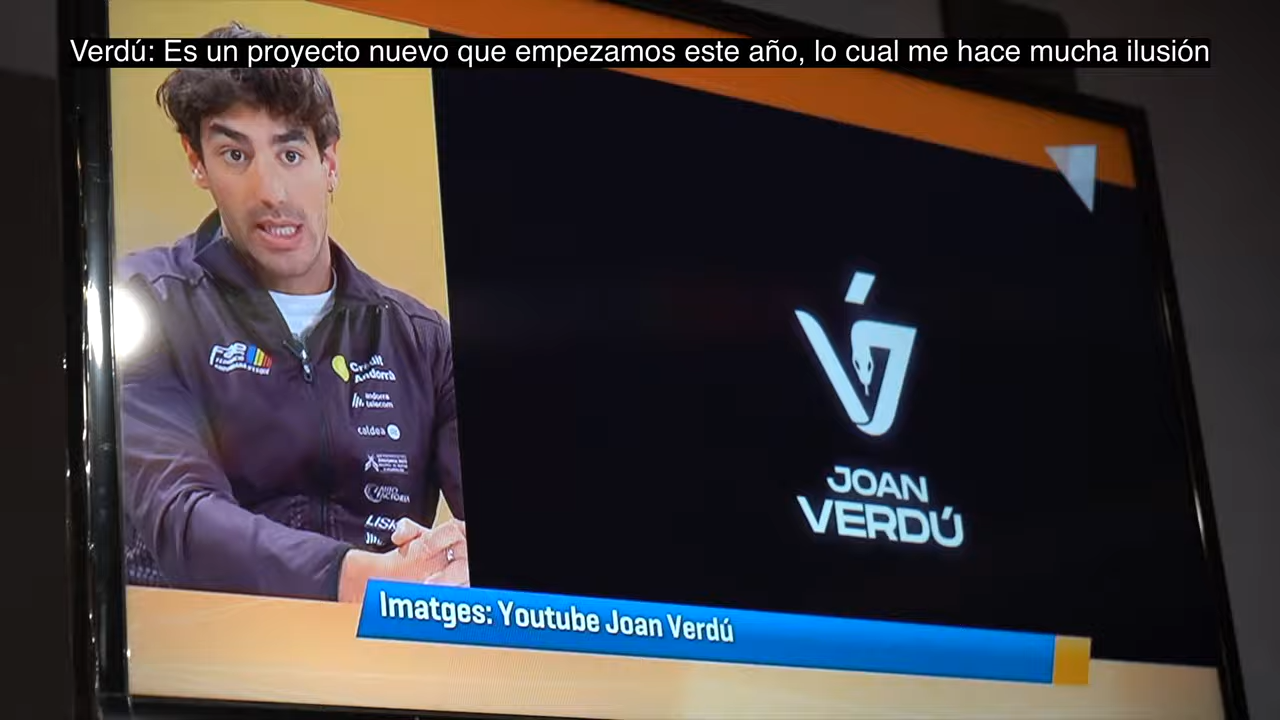 Verdú: Es un proyecto nuevo que empezamos este año, lo cual me hace mucha ilusión
Crèdit
Andorrà
andorra
telecom
caldea
LISK
JOAN
VERDÚ
Imatges: Youtube Joan Verdú